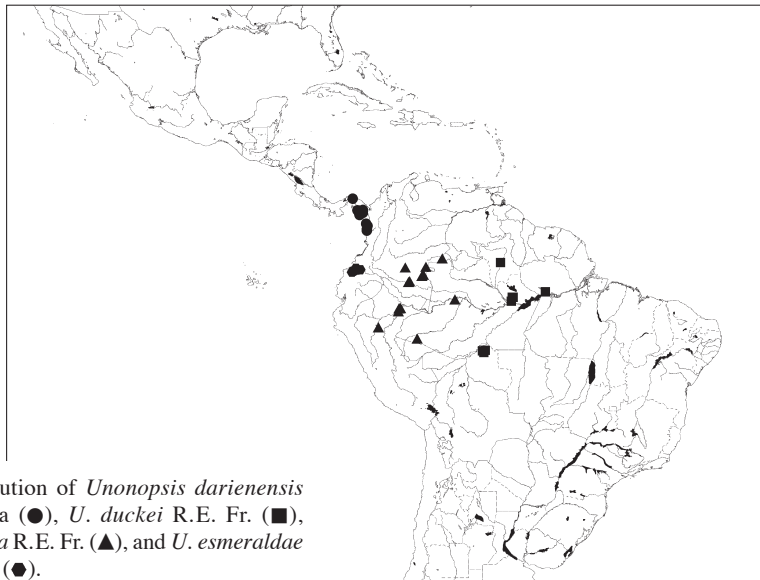 ution of Unonopsis darienensis
a (●), U. duckei R.E. Fr. (■),
a R.E. Fr. (▲), and U. esmeraldae
(⬣).